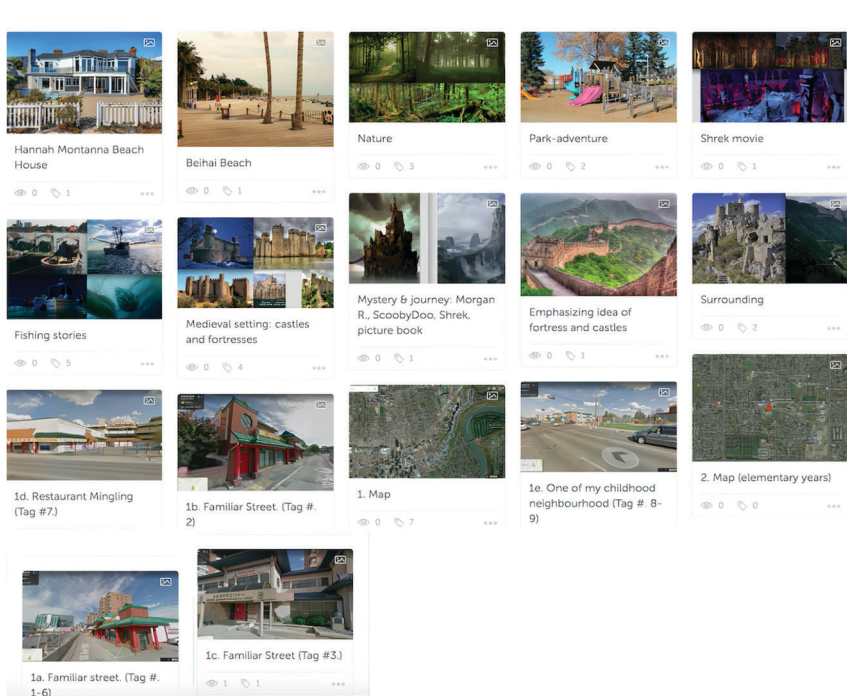 Hannah Montanna Beach
House
0 1
Beihai Beach
0 1
Nature
0 3
Park-adventure
0 2
Shrek movie
0 1
Fishing stories
0 5
Medieval setting: castles
and fortresses
0 4
Mystery & journey: Morgan
R., ScoobyDoo, Shrek,
picture book
0 1
Emphasizing idea of
fortress and castles
0 1
Surrounding
0 2
1d. Restaurant Mingling
(Tag #7.)
1b. Familiar Street. (Tag #.
2)
1. Map
0 7
1e. One of my childhood
neighbourhood (Tag #. 8-
9)
2. Map (elementary years)
0 0
1a. Familiar street. (Tag #.
1-6)
1c. Familiar Street (Tag #3.)
1 1